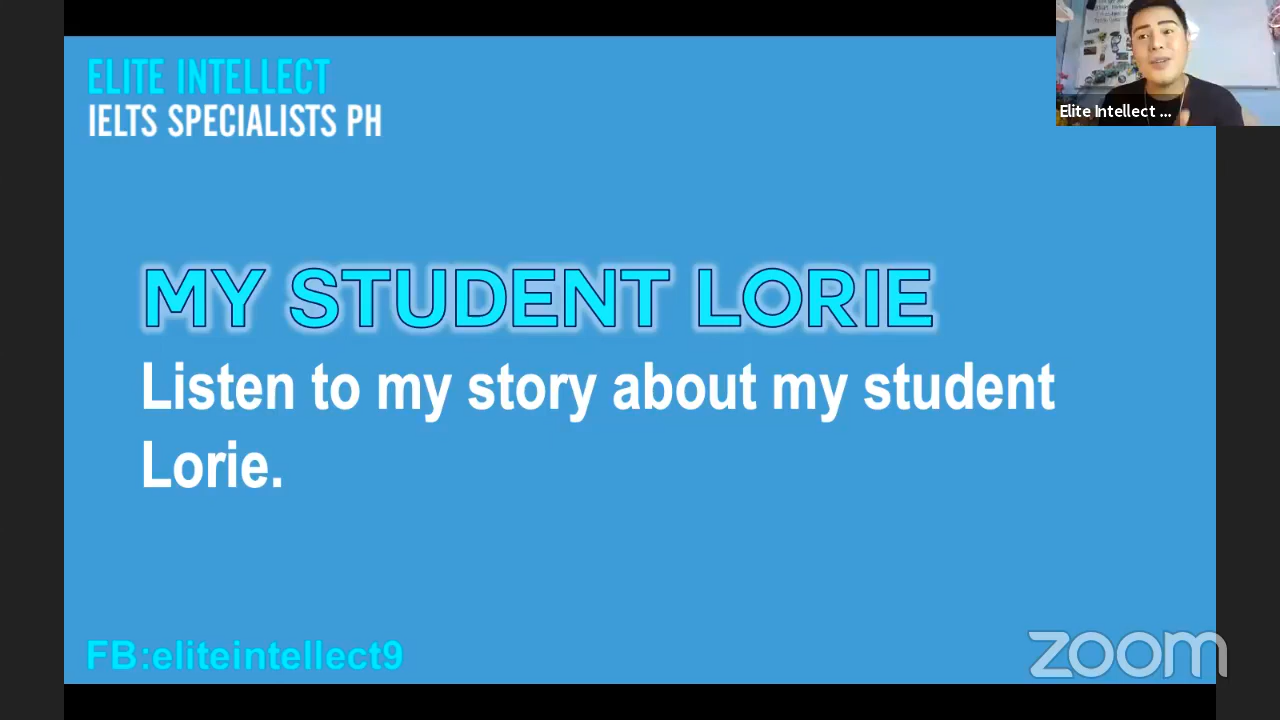 ELITE INTELLECT
IELTS SPECIALISTS PH
Elite Intellect ...
MY STUDENT LORIE
Listen to my story about my student
Lorie.
FB:eliteintellect9
zoom